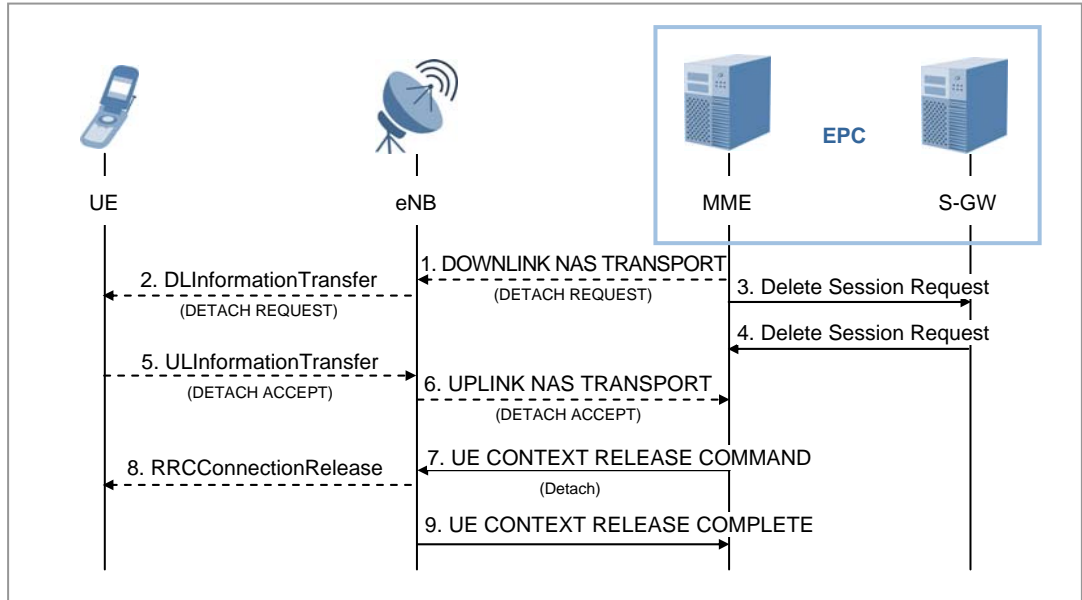 EPC
UE
eNB
MME
S-GW
1. DOWNLINK NAS TRANSPORT
(DETACH REQUEST)
2. DLInformationTransfer
(DETACH REQUEST)
3. Delete Session Request
4. Delete Session Request
5. ULInformationTransfer
(DETACH ACCEPT)
6. UPLINK NAS TRANSPORT
(DETACH ACCEPT)
7. UE CONTEXT RELEASE COMMAND
(Detach)
8. RRCConnectionRelease
9. UE CONTEXT RELEASE COMPLETE